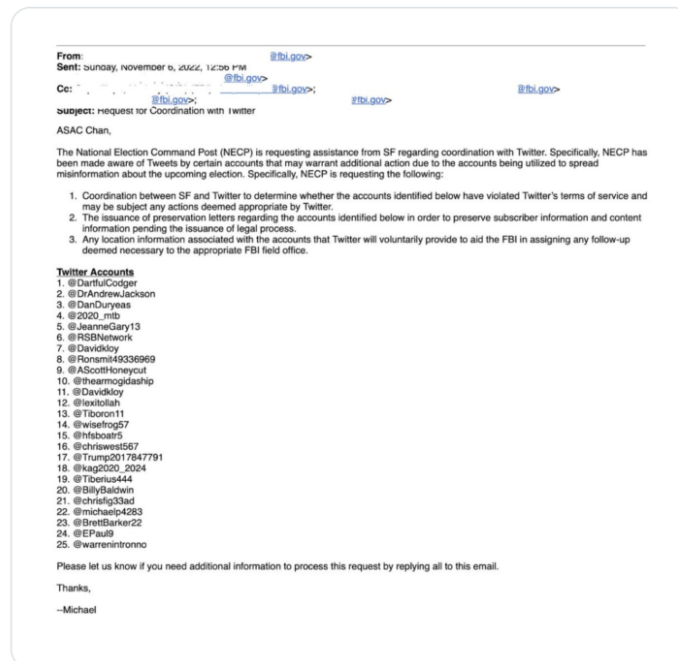 From: @fbi.gov>
Sent: Sunday, November 6, 2022, 12:56 PM
@fbi.gov>
Cc: @fbi.gov>; @fbi.gov>
@fbi.gov>; @fbi.gov>
Subject: Request for Coordination with Twitter
ASAC Chan,
The National Election Command Post (NECP) is requesting assistance from SF regarding coordination with Twitter. Specifically, NECP has
been made aware of Tweets by certain accounts that may warrant additional action due to the accounts being utilized to spread
misinformation about the upcoming election. Specifically, NECP is requesting the following:
1. Coordination between SF and Twitter to determine whether the accounts identified below have violated Twitter's terms of service and
may be subject any actions deemed appropriate by Twitter.
2. The issuance of preservation letters regarding the accounts identified below in order to preserve subscriber information and content
information pending the issuance of legal process.
3. Any location information associated with the accounts that Twitter will voluntarily provide to aid the FBI in assigning any follow-up
deemed necessary to the appropriate FBI field office.
Twitter Accounts
1. @DartfulCodger
2. @DrAndrewJackson
3. @DanDuryeas
4. @2020_mtb
5. @JeanneGary13
6. @RSBNetwork
7. @Davidkloy
8. @Ronsmit49336969
9. @AScottHoneycut
10. @thearmogidaship
11. @Davidkloy
12. @lexitollah
13. @Tiboron11
14. @wisefrog57
15. @hfsboatr5
16. @chriswest567
17. @Trump2017847791
18. @kag2020_2024
19. @Tiberius444
20. @BillyBaldwin
21. @chrisfig33ad
22. @michaelp4283
23. @BrettBarker22
24. @EPaul9
25. @warrenintronno
Please let us know if you need additional information to process this request by replying all to this email.
Thanks,
--Michael